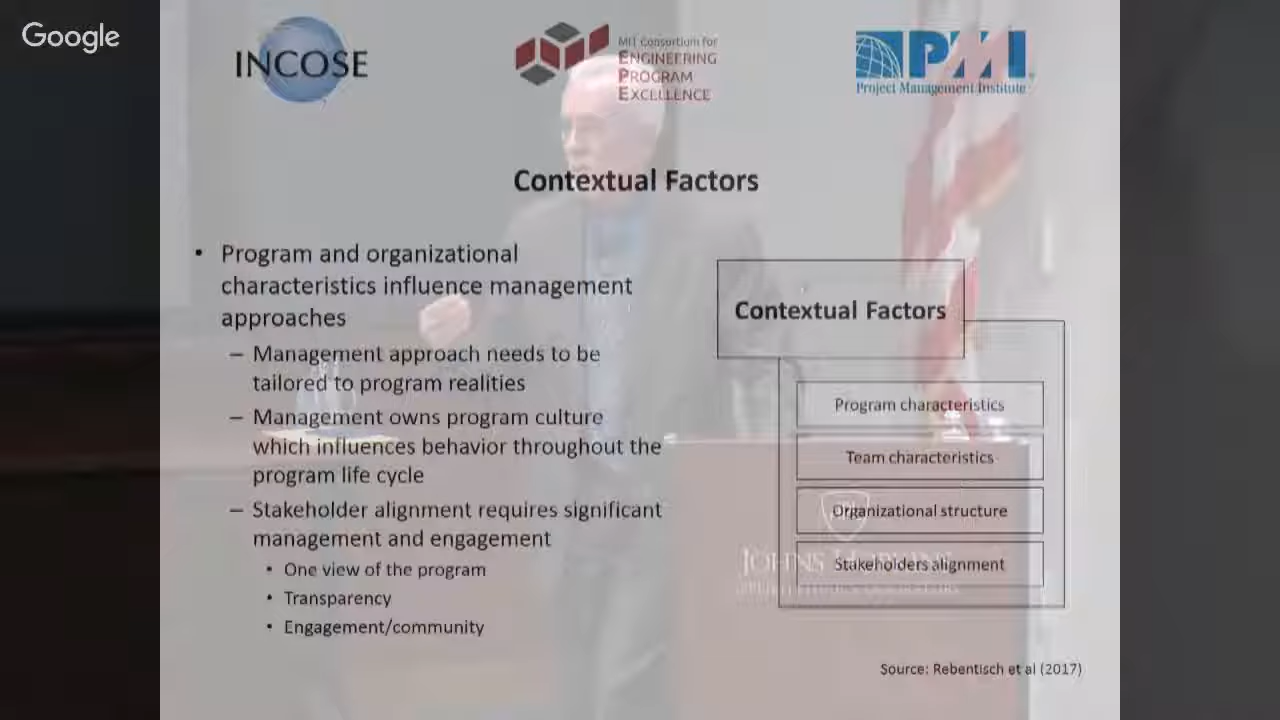 Google
INCOSE
MIT Consortium for
ENGINEERING
PROGRAM
EXCELLENCE
PMI
Project Management Institute
Contextual Factors
• Program and organizational
characteristics influence management
approaches
– Management approach needs to be
tailored to program realities
– Management owns program culture
which influences behavior throughout the
program life cycle
– Stakeholder alignment requires significant
management and engagement
• One view of the program
• Transparency
• Engagement/community
Contextual Factors
Program characteristics
Team characteristics
Organizational structure
Stakeholders alignment
JOHNS HOPKINS
Source: Rebentisch et al (2017)